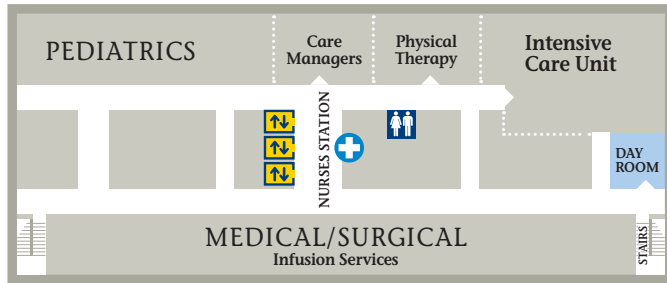 PEDIATRICS
Care
Managers
Physical
Therapy
Intensive
Care Unit
NURSES STATION
DAY
ROOM
MEDICAL/SURGICAL
Infusion Services
STAIRS